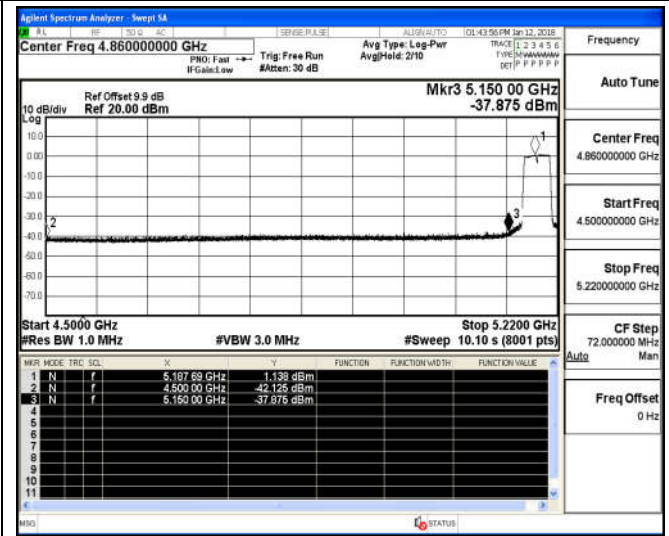 Agilent Spectrum Analyzer - Swept SA
RL RF 50 Ω AC SENSE:PULSE ALIGN AUTO 01:43:56 PM Jan 12, 2018
Center Freq 4.860000000 GHz
PNO: Fast
IFGain:Low
Trig: Free Run
#Atten: 30 dB
Avg Type: Log-Pwr
Avg|Hold: 2/10
TRACE 1 2 3 4 5 6
TYPE
DET P P P P P P
Frequency
Mkr3 5.150 00 GHz
-37.875 dBm
Ref Offset 9.9 dB
Ref 20.00 dBm
10 dB/div
Log
10.0
0.00
-10.0
-20.0
-30.0
-40.0
-50.0
-60.0
-70.0
1
2
3
Start 4.5000 GHz
Stop 5.2200 GHz
#Res BW 1.0 MHz
#VBW 3.0 MHz
#Sweep 10.10 s (8001 pts)
MKR MODE TRC SCL X Y FUNCTION FUNCTION WIDTH FUNCTION VALUE
1 N f 5.187 69 GHz 1.138 dBm
2 N f 4.500 00 GHz -42.125 dBm
3 N f 5.150 00 GHz -37.875 dBm
4
5
6
7
8
9
10
11
MSG STATUS
Auto Tune
Center Freq
4.860000000 GHz
Start Freq
4.500000000 GHz
Stop Freq
5.220000000 GHz
CF Step
72.000000 MHz
Auto Man
Freq Offset
0 Hz